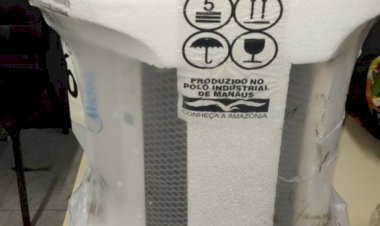 5
PRODUZIDO NO
PÓLO INDUSTRIAL
DE MANAUS
CONHEÇA A AMAZÔNIA